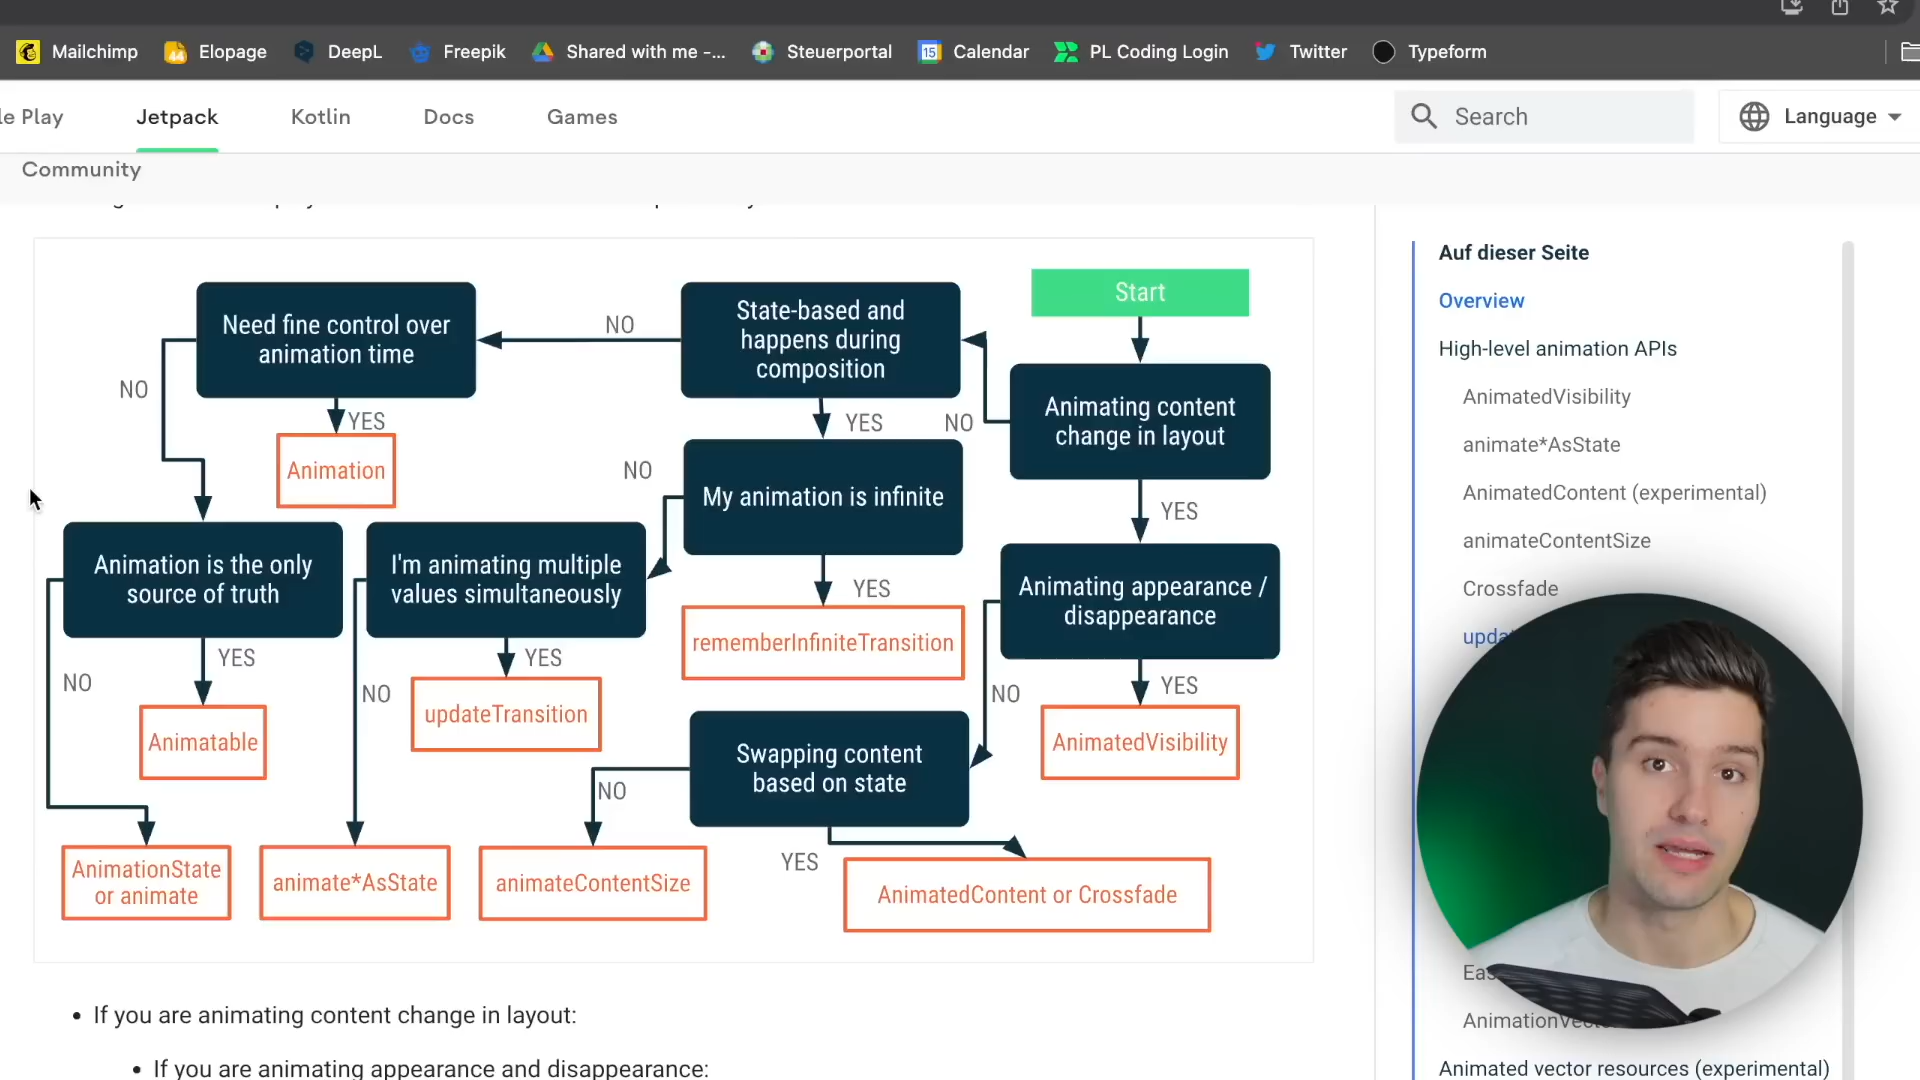 Mailchimp
Elopage
DeepL
Freepik
Shared with me -...
Steuerportal
15
Calendar
PL Coding Login
Twitter
Typeform
le Play
Jetpack
Kotlin
Docs
Games
Search
Language
Community
Start
Need fine control over
animation time
State-based and
happens during
composition
Animating content
change in layout
NO
NO
NO
YES
YES
YES
Animation
My animation is infinite
NO
Animation is the only
source of truth
I'm animating multiple
values simultaneously
Animating appearance /
disappearance
YES
YES
YES
YES
NO
NO
NO
rememberInfiniteTransition
updateTransition
Animatable
AnimatedVisibility
Swapping content
based on state
NO
YES
AnimationState
or animate
animate*AsState
animateContentSize
AnimatedContent or Crossfade
• If you are animating content change in layout:
• If you are animating appearance and disappearance:
Auf dieser Seite
Overview
High-level animation APIs
AnimatedVisibility
animate*AsState
AnimatedContent (experimental)
animateContentSize
Crossfade
Animated vector resources (experimental)